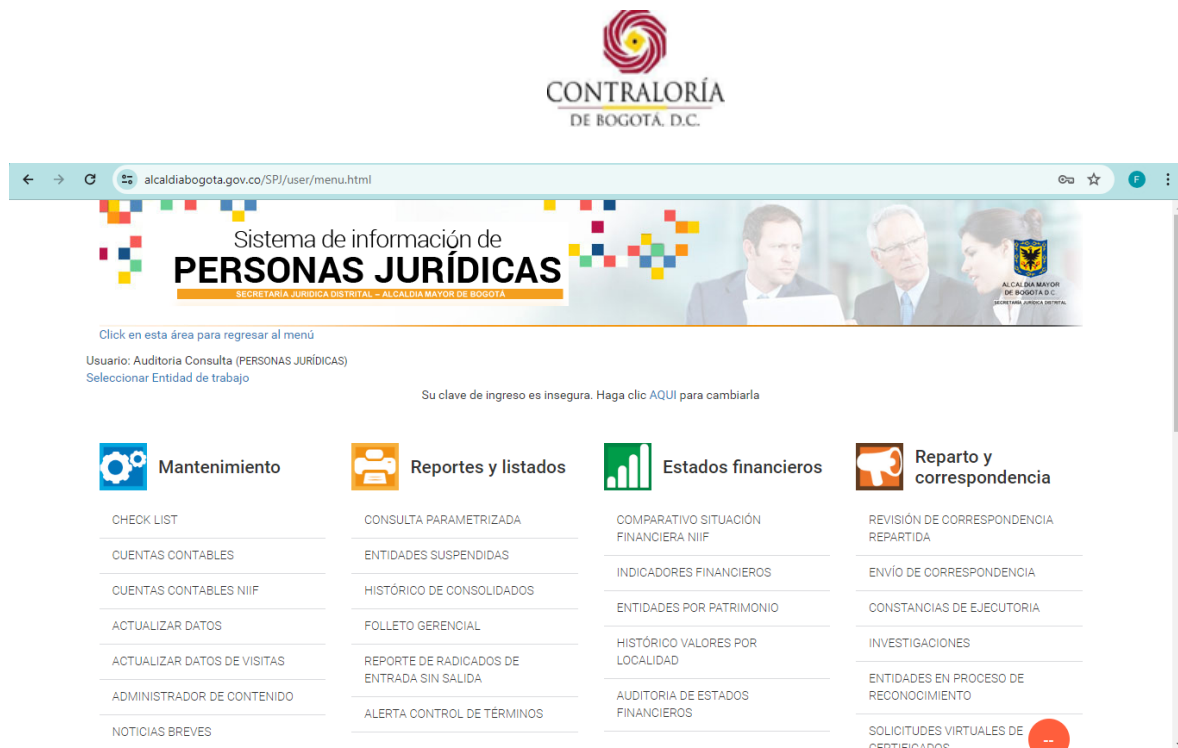 CONTRALORÍA
DE BOGOTÁ, D.C.
alcaldiabogota.gov.co/SPJ/user/menu.html
F
Sistema de información de
PERSONAS JURÍDICAS
SECRETARÍA JURIDICA DISTRITAL – ALCALDIA MAYOR DE BOGOTÁ
ALCALDIA MAYOR
DE BOGOTA D.C.
SECRETARÍA JURIDICA DISTRITAL
Click en esta área para regresar al menú
Usuario: Auditoria Consulta (PERSONAS JURÍDICAS)
Seleccionar Entidad de trabajo
Su clave de ingreso es insegura. Haga clic AQUI para cambiarla
Mantenimiento
CHECK LIST
CUENTAS CONTABLES
CUENTAS CONTABLES NIIF
ACTUALIZAR DATOS
ACTUALIZAR DATOS DE VISITAS
ADMINISTRADOR DE CONTENIDO
NOTICIAS BREVES
Reportes y listados
CONSULTA PARAMETRIZADA
ENTIDADES SUSPENDIDAS
HISTÓRICO DE CONSOLIDADOS
FOLLETO GERENCIAL
REPORTE DE RADICADOS DE
ENTRADA SIN SALIDA
ALERTA CONTROL DE TÉRMINOS
Estados financieros
COMPARATIVO SITUACIÓN
FINANCIERA NIIF
INDICADORES FINANCIEROS
ENTIDADES POR PATRIMONIO
HISTÓRICO VALORES POR
LOCALIDAD
AUDITORIA DE ESTADOS
FINANCIEROS
Reparto y
correspondencia
REVISIÓN DE CORRESPONDENCIA
REPARTIDA
ENVÍO DE CORRESPONDENCIA
CONSTANCIAS DE EJECUTORIA
INVESTIGACIONES
ENTIDADES EN PROCESO DE
RECONOCIMIENTO
SOLICITUDES VIRTUALES DE
CERTIFICADOS
--